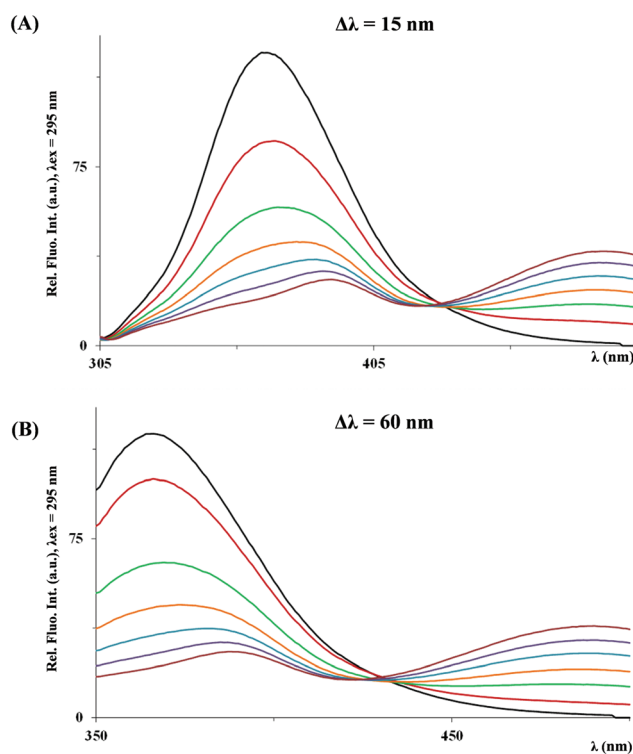 (A)
Δλ = 15 nm
Rel. Fluo. Int. (a.u.), λex = 295 nm
75
0
305
405
λ (nm)
(B)
Δλ = 60 nm
Rel. Fluo. Int. (a.u.), λex = 295 nm
75
0
350
450
λ (nm)